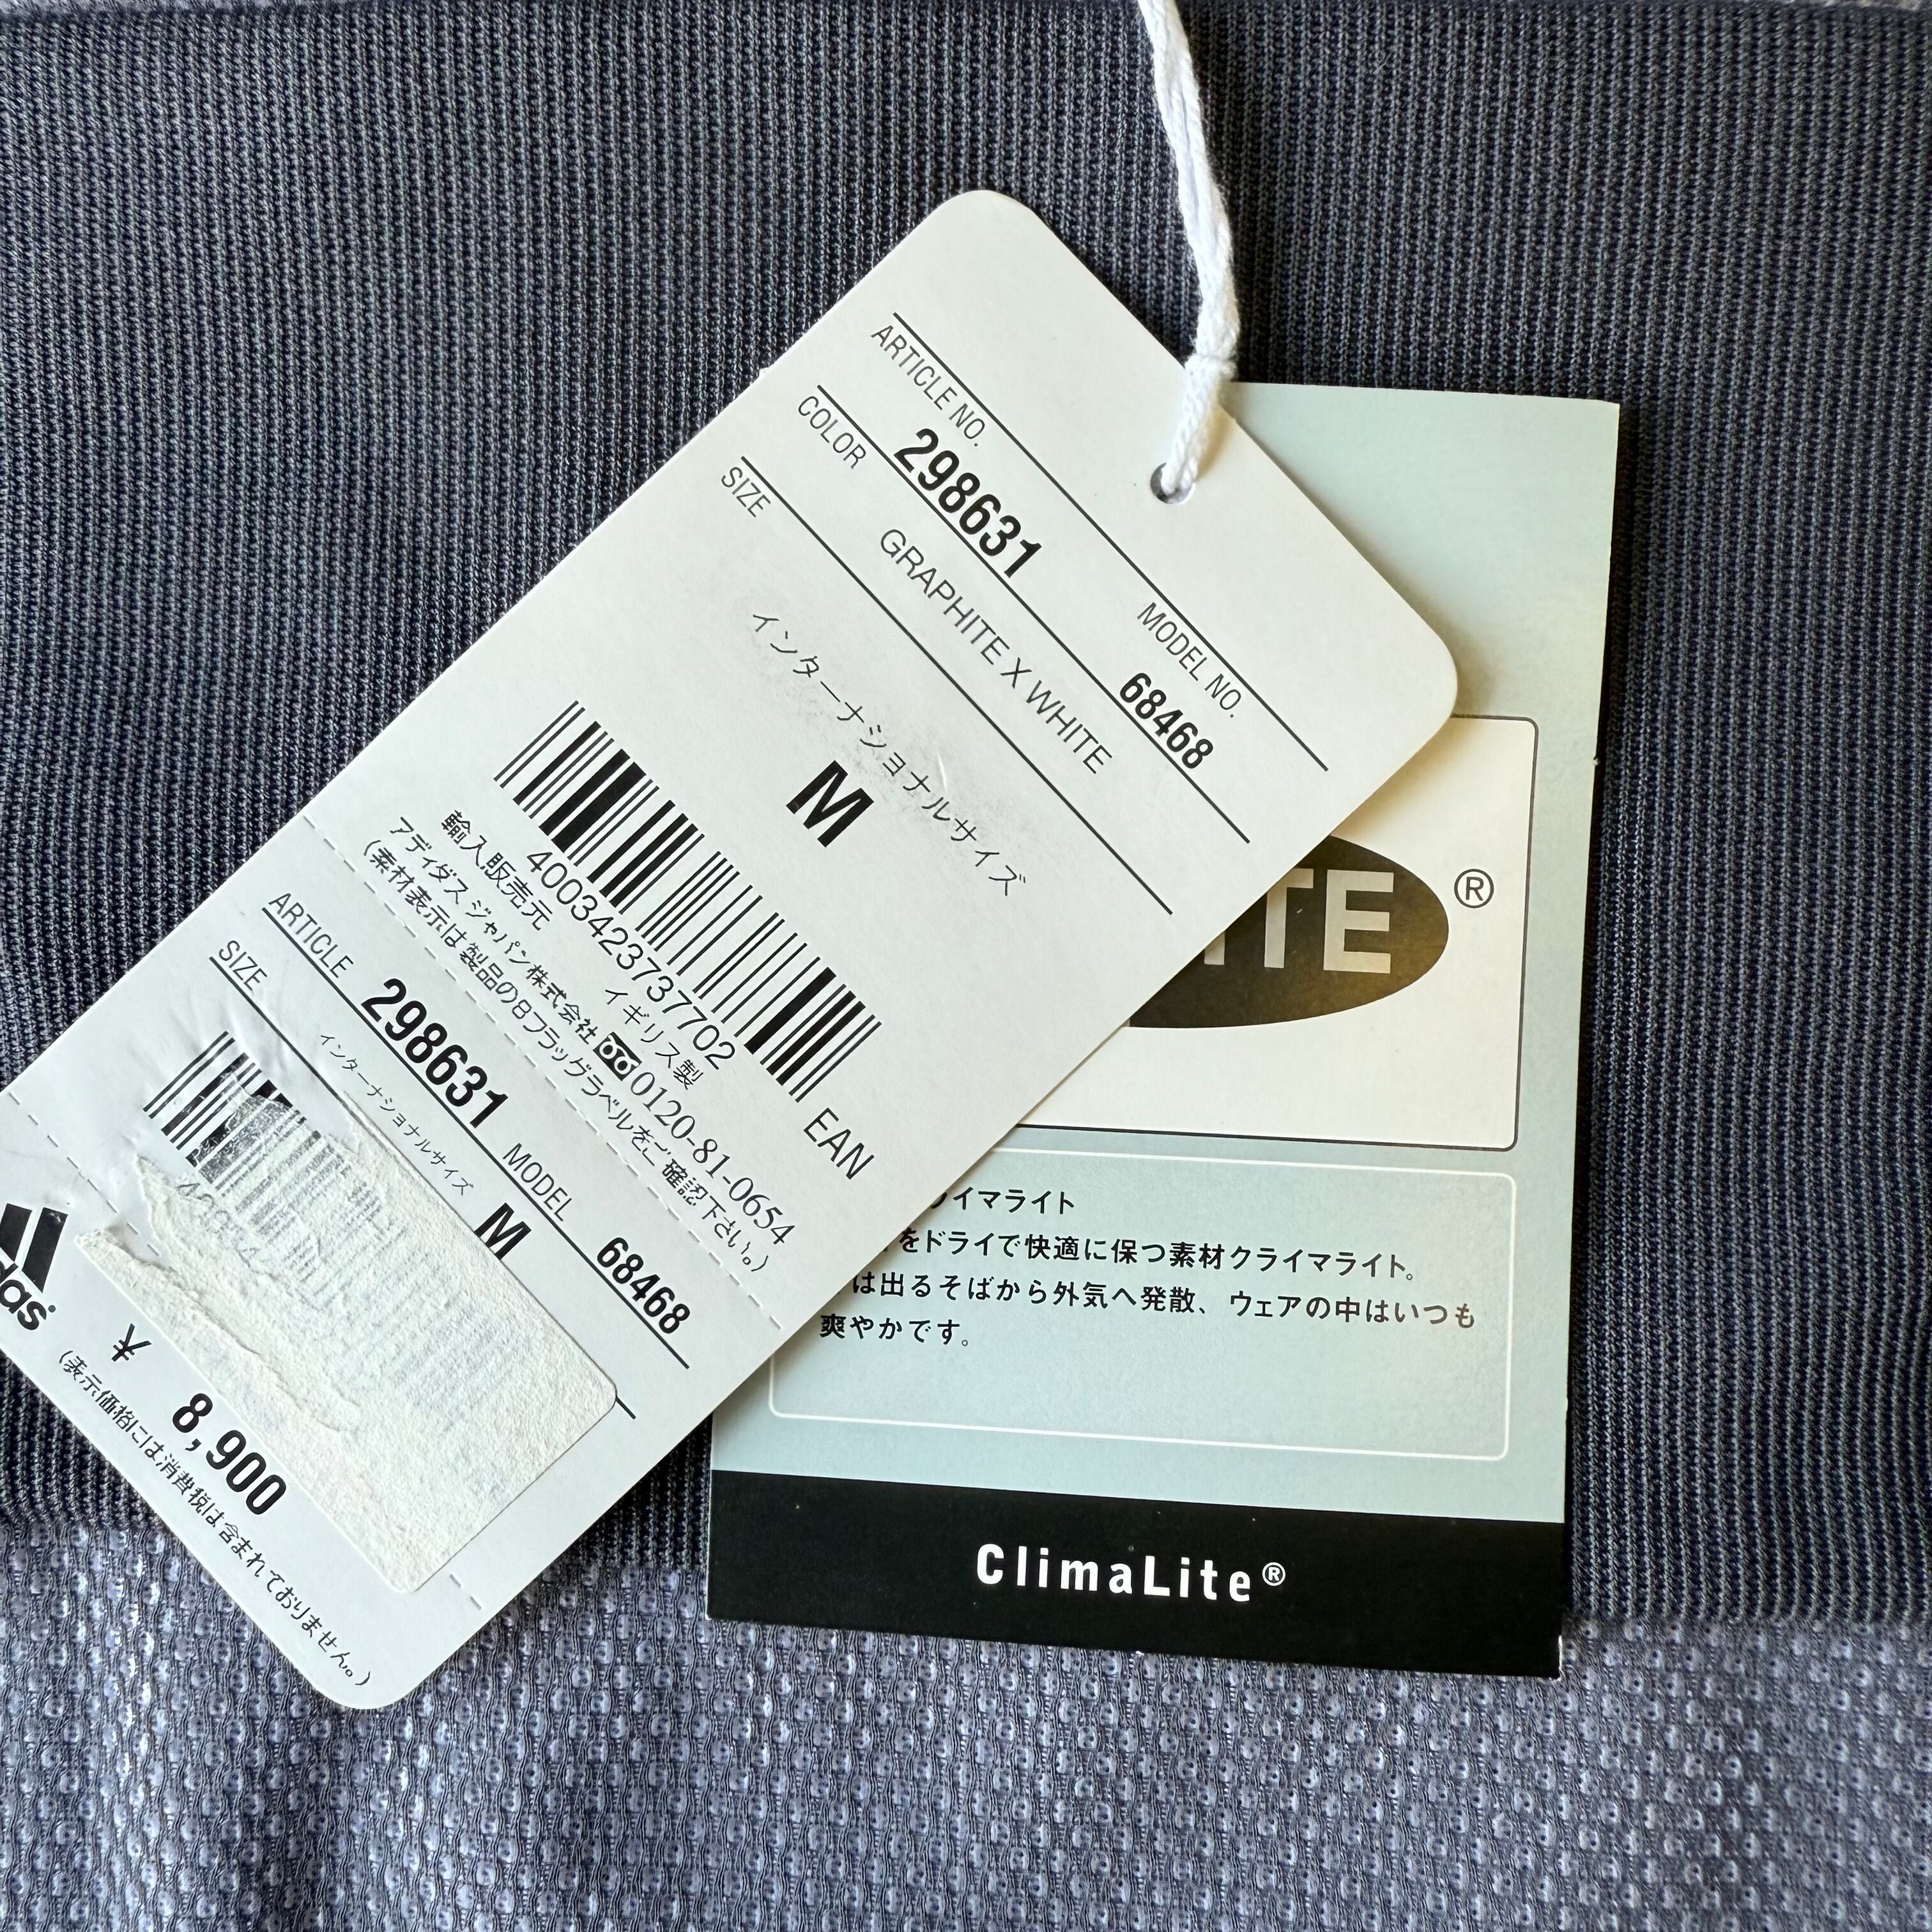 ARTICLE NO. MODEL NO.
298631 68468
COLOR
GRAPHITE X WHITE
SIZE
インターナショナルサイズ
M
4003423737702 EAN
輸入販売元 イギリス製
アディダス ジャパン株式会社 0120-81-0654
(素材表示は製品の8フラッグラベルをご確認下さい。)
ARTICLE 298631 MODEL 68468
SIZE
インターナショナルサイズ M
das®
8,900
(表示価格には消費税は含まれておりません。)
ITE®
イマライト
をドライで快適に保つ素材クライマライト。
は出るそばから外気へ発散、ウェアの中はいつも
爽やかです。
ClimaLite®